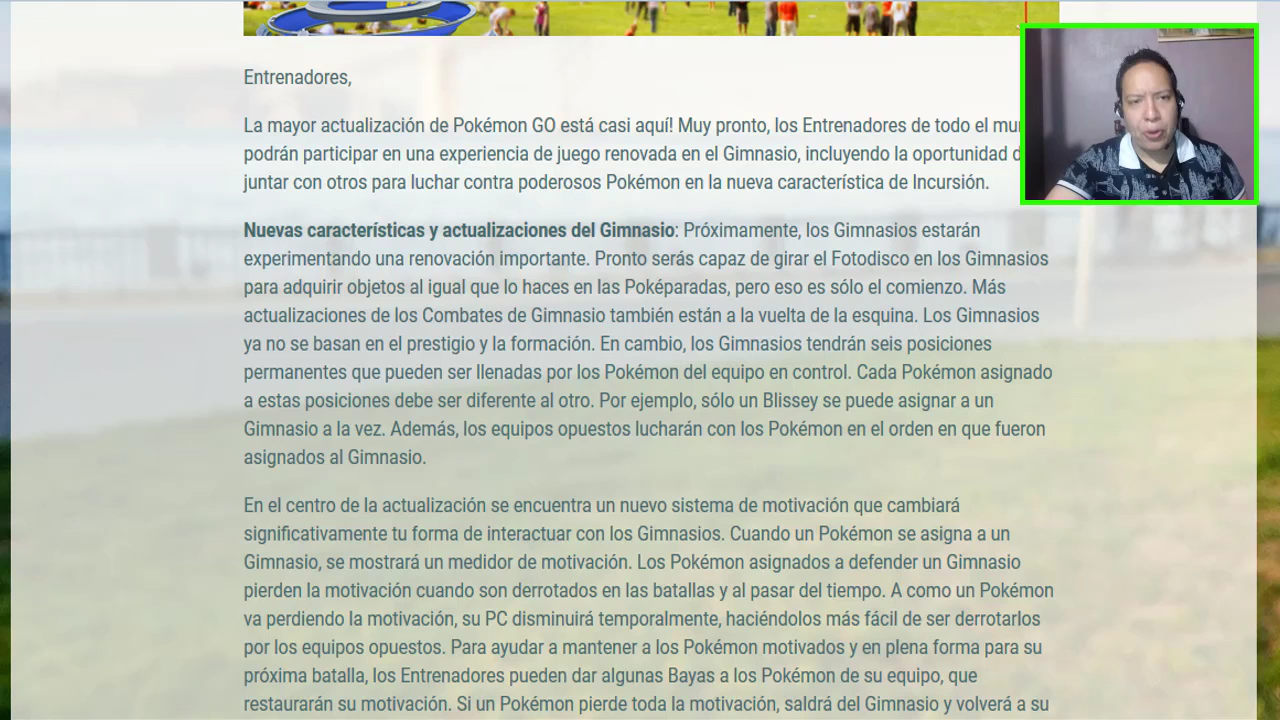 Entrenadores,
La mayor actualización de Pokémon GO está casi aquí! Muy pronto, los Entrenadores de todo el
podrán participar en una experiencia de juego renovada en el Gimnasio, incluyendo la oportunidad
juntar con otros para luchar contra poderosos Pokémon en la nueva característica de Incursión.
Nuevas características y actualizaciones del Gimnasio: Próximamente, los Gimnasios estarán
experimentando una renovación importante. Pronto serás capaz de girar el Fotodisco en los Gimnasios
para adquirir objetos al igual que lo haces en las Poképaradas, pero eso es sólo el comienzo. Más
actualizaciones de los Combates de Gimnasio también están a la vuelta de la esquina. Los Gimnasios
ya no se basan en el prestigio y la formación. En cambio, los Gimnasios tendrán seis posiciones
permanentes que pueden ser llenadas por los Pokémon del equipo en control. Cada Pokémon asignado
a estas posiciones debe ser diferente al otro. Por ejemplo, sólo un Blissey se puede asignar a un
Gimnasio a la vez. Además, los equipos opuestos lucharán con los Pokémon en el orden en que fueron
asignados al Gimnasio.
En el centro de la actualización se encuentra un nuevo sistema de motivación que cambiará
significativamente tu forma de interactuar con los Gimnasios. Cuando un Pokémon se asigna a un
Gimnasio, se mostrará un medidor de motivación. Los Pokémon asignados a defender un Gimnasio
pierden la motivación cuando son derrotados en las batallas y al pasar del tiempo. A como un Pokémon
va perdiendo la motivación, su PC disminuirá temporalmente, haciéndolos más fácil de ser derrotarlos
por los equipos opuestos. Para ayudar a mantener a los Pokémon motivados y en plena forma para su
próxima batalla, los Entrenadores pueden dar algunas Bayas a los Pokémon de su equipo, que
restaurarán su motivación. Si un Pokémon pierde toda la motivación, saldrá del Gimnasio y volverá a su